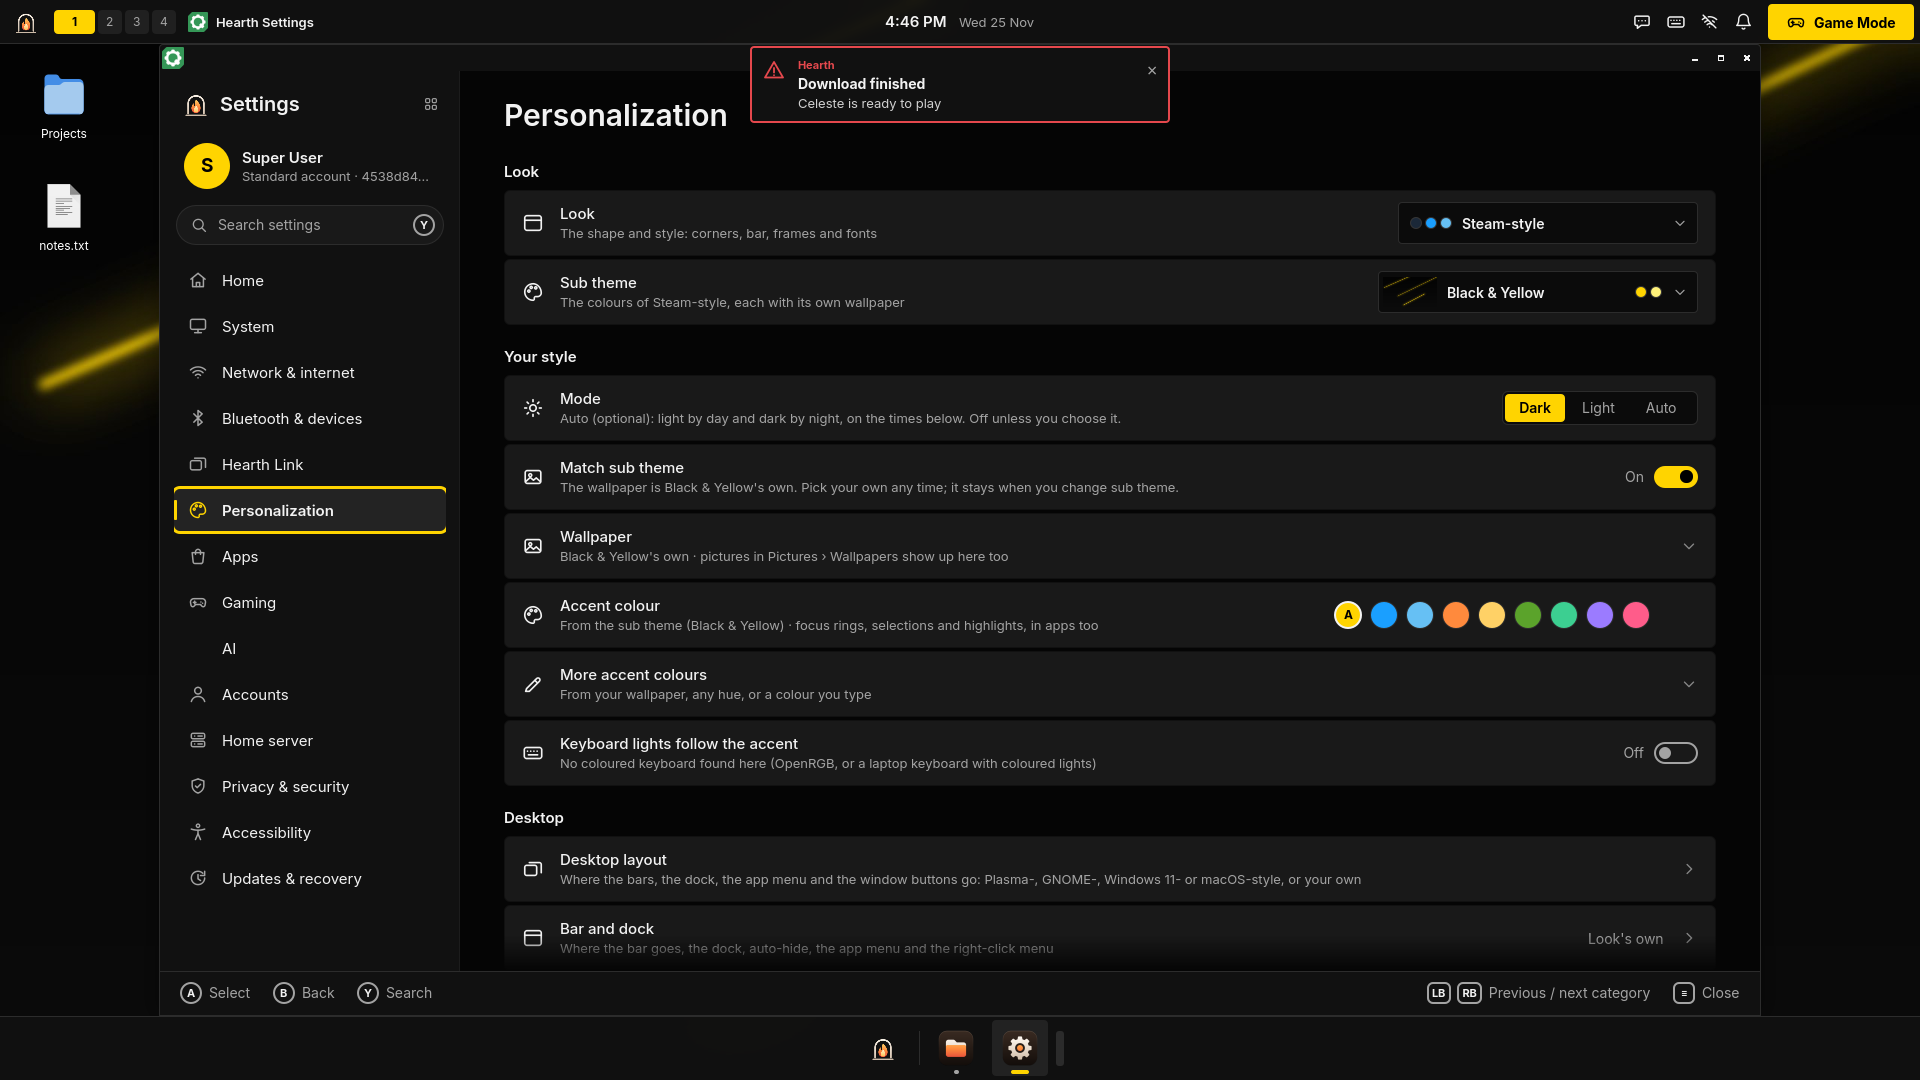 1 2 3 4 Hearth Settings 4:46 PM Wed 25 Nov Game Mode
Projects
notes.txt
Hearth
Download finished
Celeste is ready to play
Settings
S
Super User
Standard account · 4538d84...
Search settings Y
Home
System
Network & internet
Bluetooth & devices
Hearth Link
Personalization
Apps
Gaming
AI
Accounts
Home server
Privacy & security
Accessibility
Updates & recovery
Personalization
Look
Look
The shape and style: corners, bar, frames and fonts
Steam-style
Sub theme
The colours of Steam-style, each with its own wallpaper
Black & Yellow
Your style
Mode
Auto (optional): light by day and dark by night, on the times below. Off unless you choose it.
Dark Light Auto
Match sub theme
The wallpaper is Black & Yellow's own. Pick your own any time; it stays when you change sub theme.
On
Wallpaper
Black & Yellow's own · pictures in Pictures › Wallpapers show up here too
Accent colour
From the sub theme (Black & Yellow) · focus rings, selections and highlights, in apps too
A
More accent colours
From your wallpaper, any hue, or a colour you type
Keyboard lights follow the accent
No coloured keyboard found here (OpenRGB, or a laptop keyboard with coloured lights)
Off
Desktop
Desktop layout
Where the bars, the dock, the app menu and the window buttons go: Plasma-, GNOME-, Windows 11- or macOS-style, or your own
Bar and dock
Where the bar goes, the dock, auto-hide, the app menu and the right-click menu
Look's own
A Select B Back Y Search LB RB Previous / next category Close